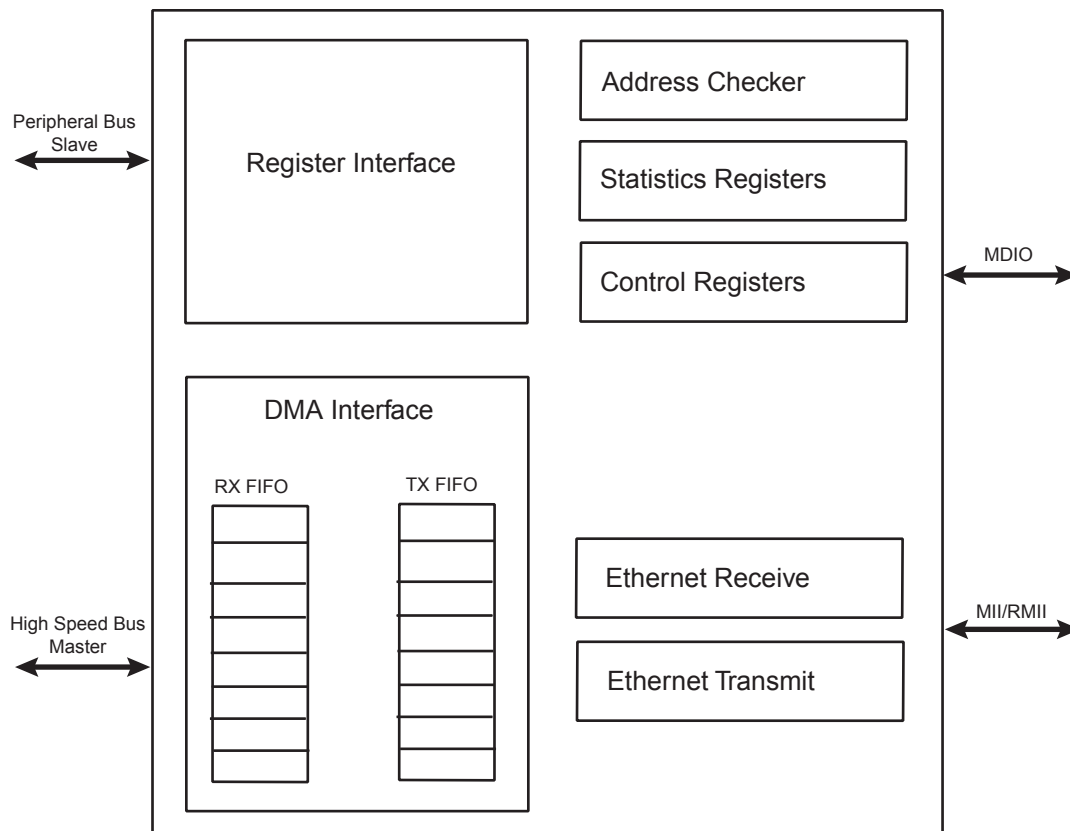 Address Checker
Peripheral Bus
Slave
Register Interface
Statistics Registers
MDIO
Control Registers
DMA Interface
RX FIFO
TX FIFO
Ethernet Receive
High Speed Bus
Master
MII/RMII
Ethernet Transmit